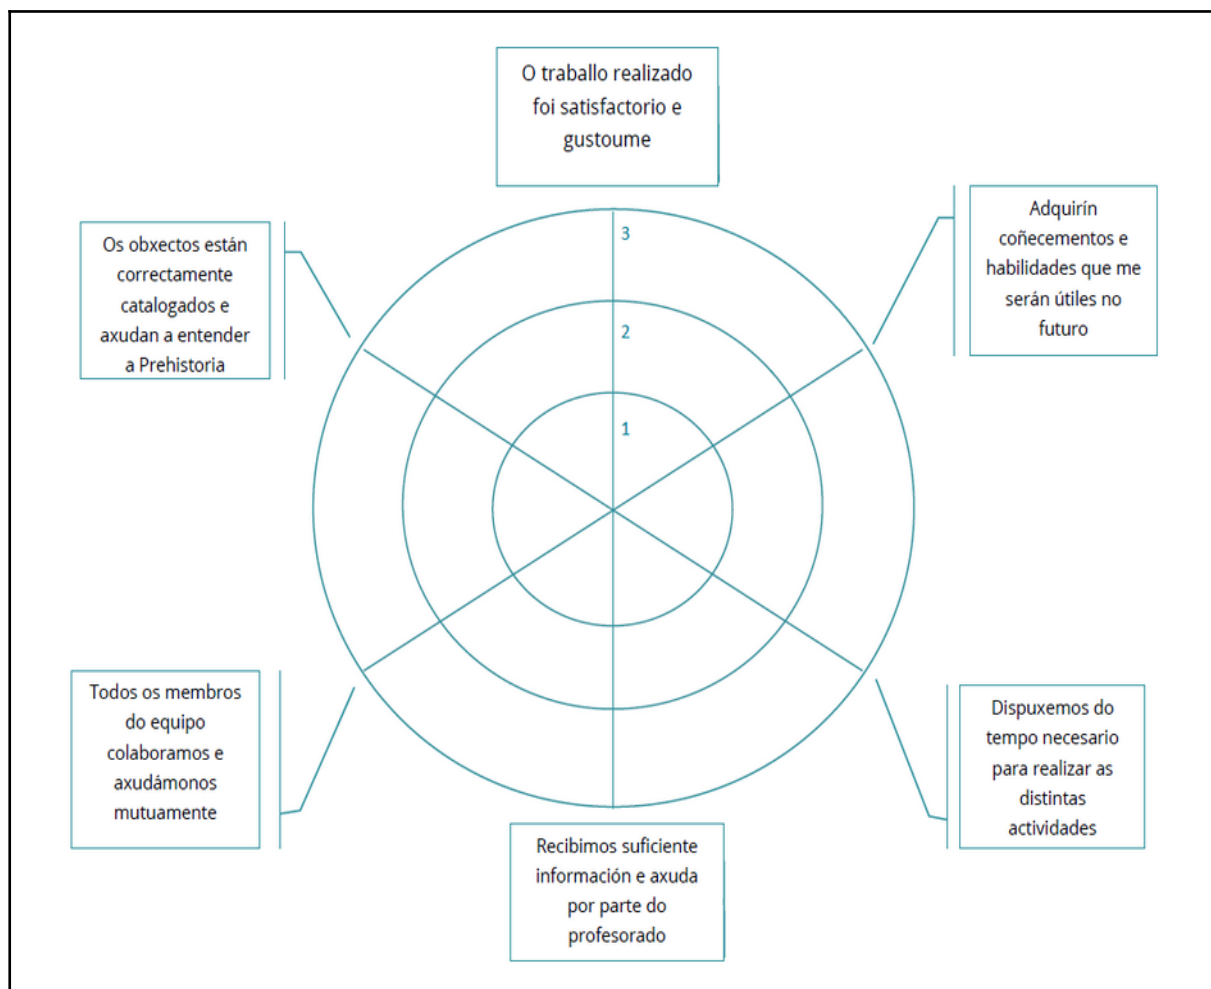 O traballo realizado
foi satisfactorio e
gustoume
Os obxectos están
correctamente
catalogados e
axudan a entender
a Prehistoria
Adquirín
coñecementos e
habilidades que me
serán útiles no
futuro
3
2
1
Todos os membros
do equipo
colaboramos e
axudámonos
mutuamente
Dispuxemos do
tempo necesario
para realizar as
distintas
actividades
Recibimos suficiente
información e axuda
por parte do
profesorado